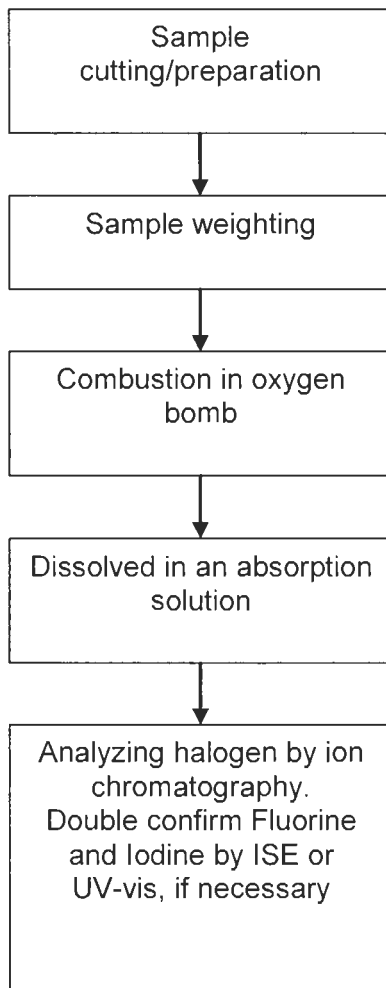 Sample
cutting/preparation
Sample weighting
Combustion in oxygen
bomb
Dissolved in an absorption
solution
Analyzing halogen by ion
chromatography.
Double confirm Fluorine
and Iodine by ISE or
UV-vis, if necessary